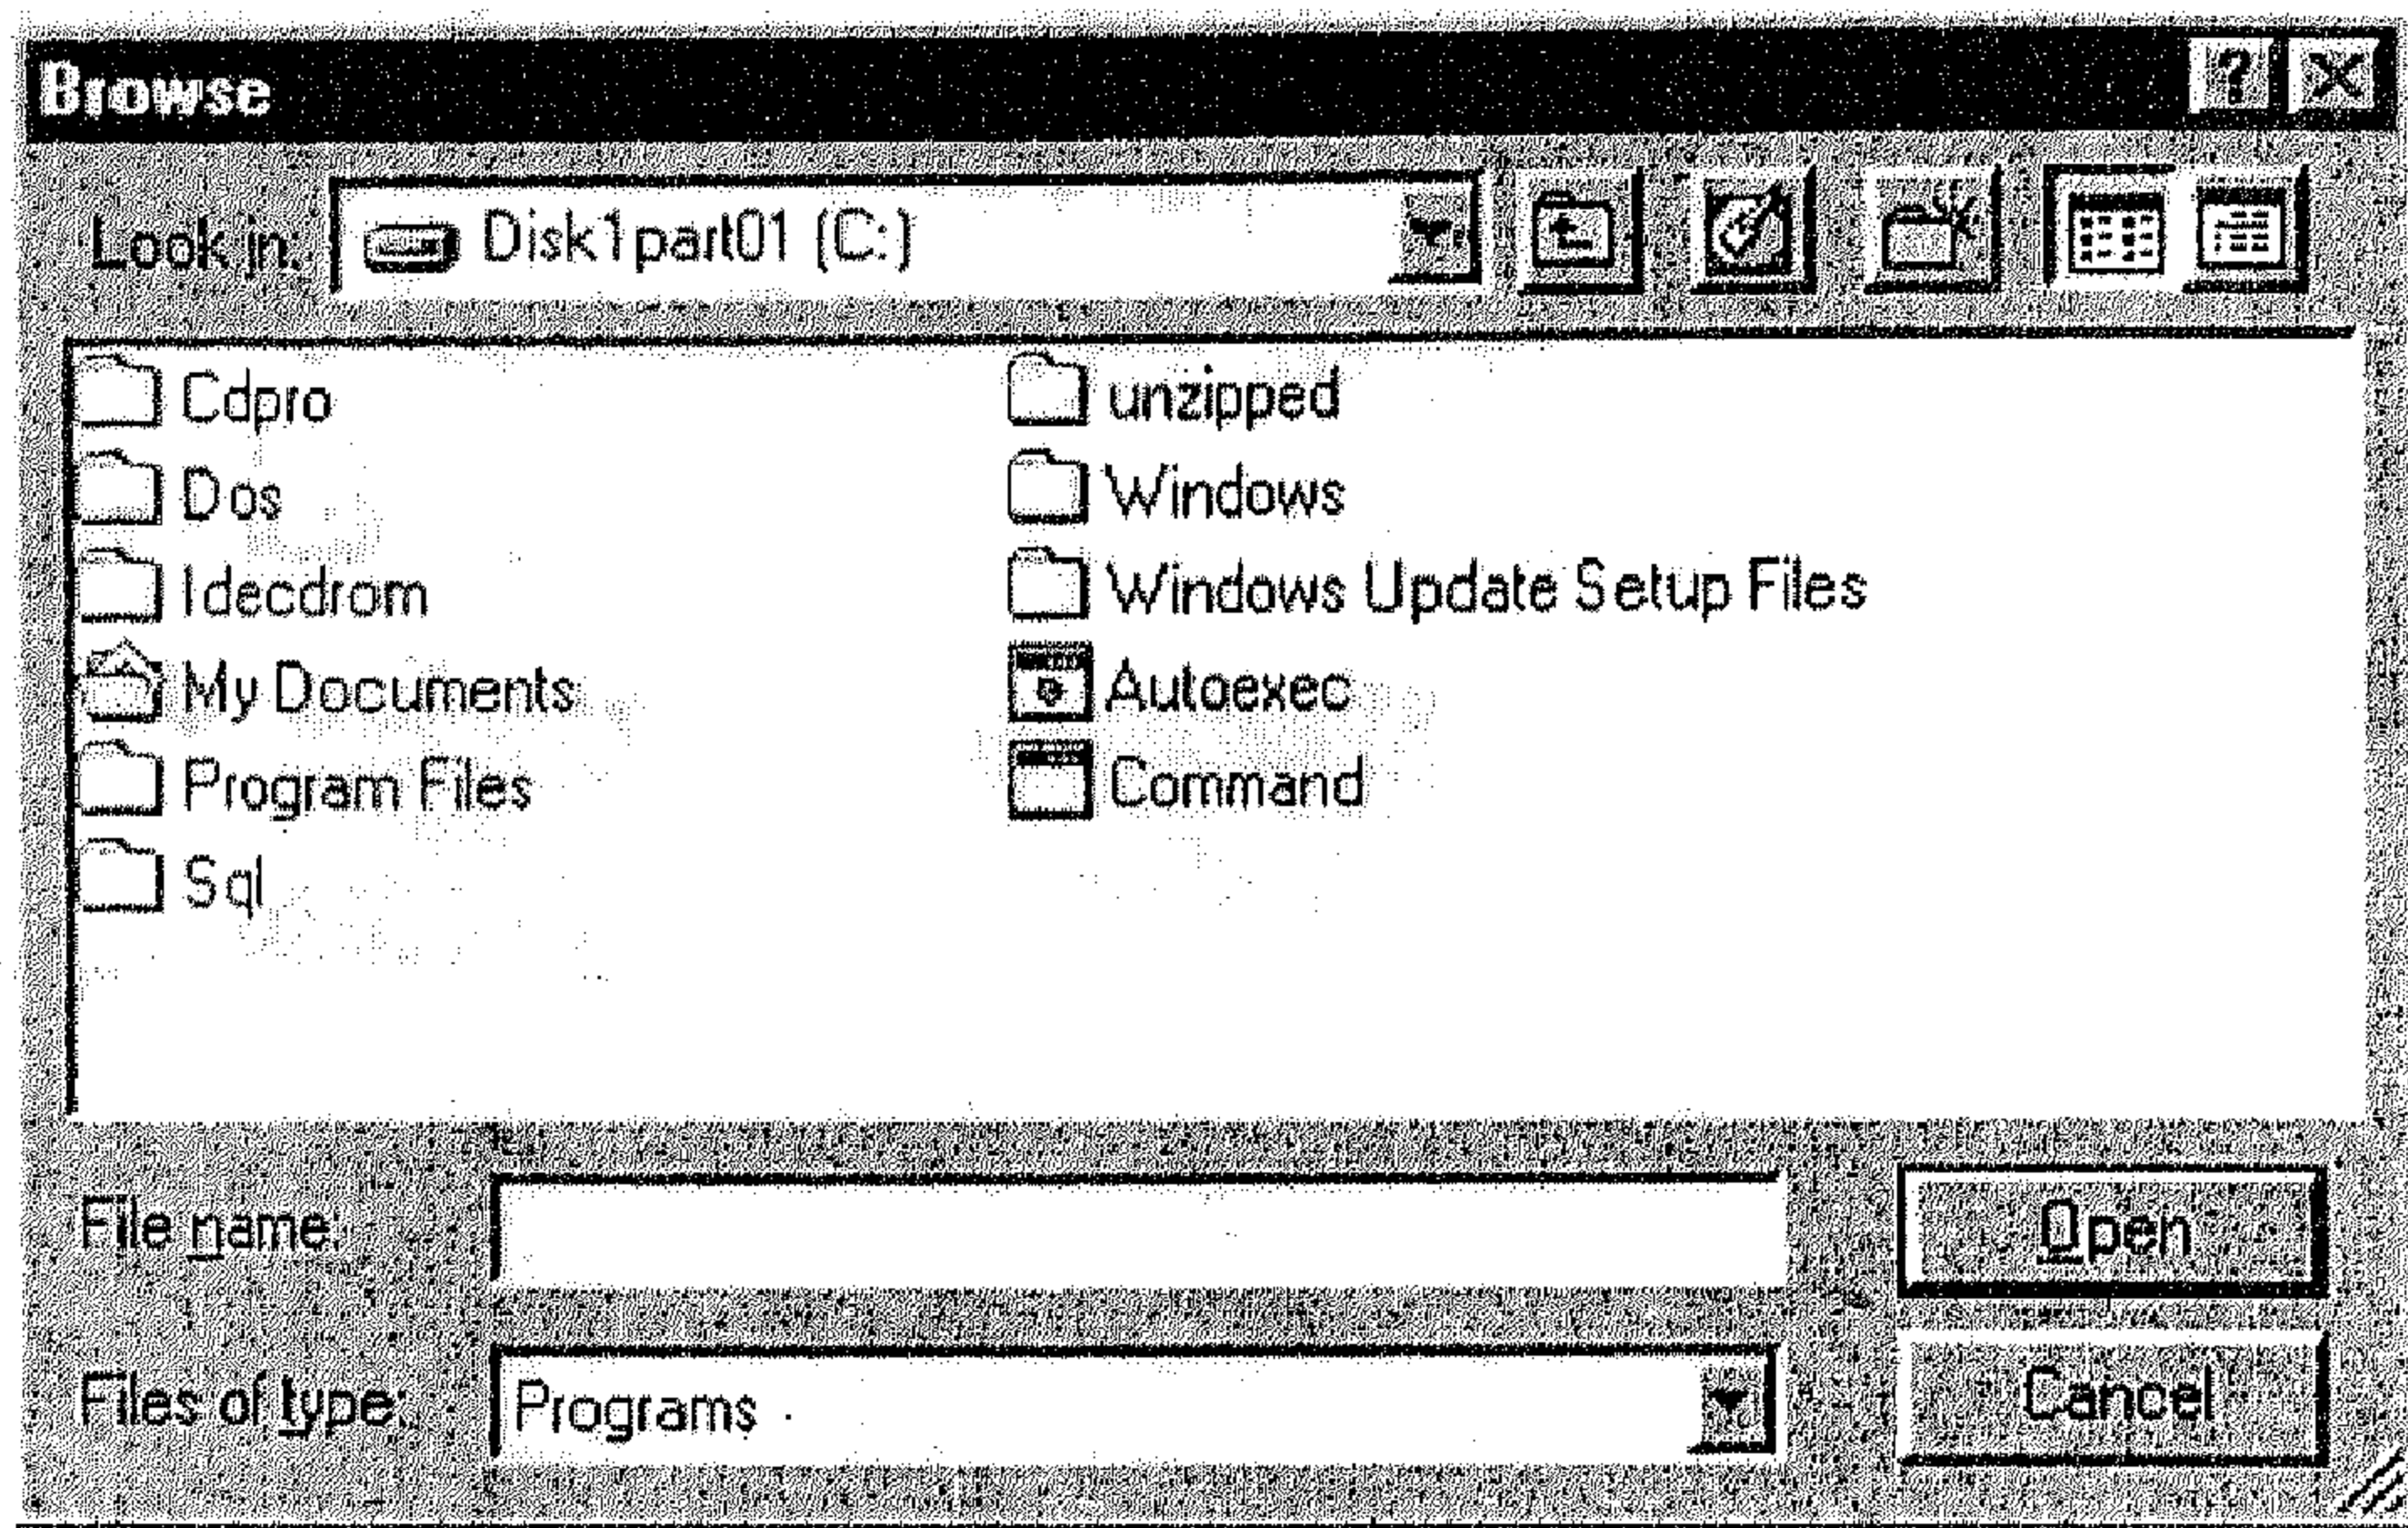 Browse
Look in: Disk1part01 (C:)
Cdpro
Dos
Idecdrom
My Documents
Program Files
Sql
unzipped
Windows
Windows Update Setup Files
Autoexec
Command
File name:
Open
Files of type: Programs
Cancel